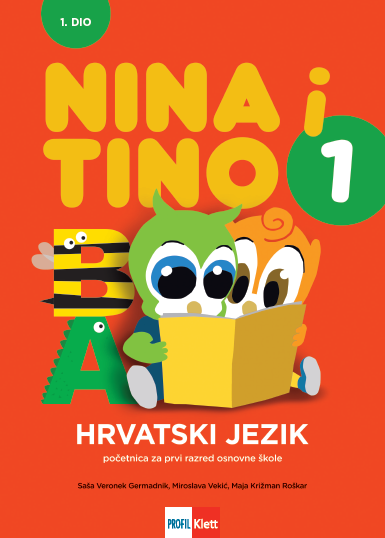 1. DIO
NINA i
TINO 1
B
A
HRVATSKI JEZIK
početnica za prvi razred osnovne škole
Saša Veronek Germadnik, Miroslava Vekić, Maja Križman Roškar
PROFIL Klett